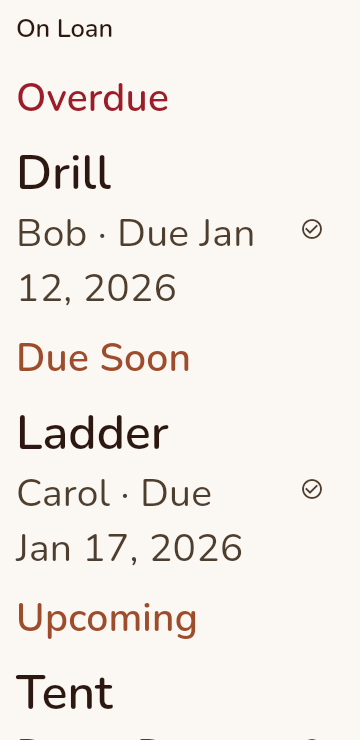 On Loan
Overdue
Drill
Bob · Due Jan
12, 2026
Due Soon
Ladder
Carol · Due
Jan 17, 2026
Upcoming
Tent